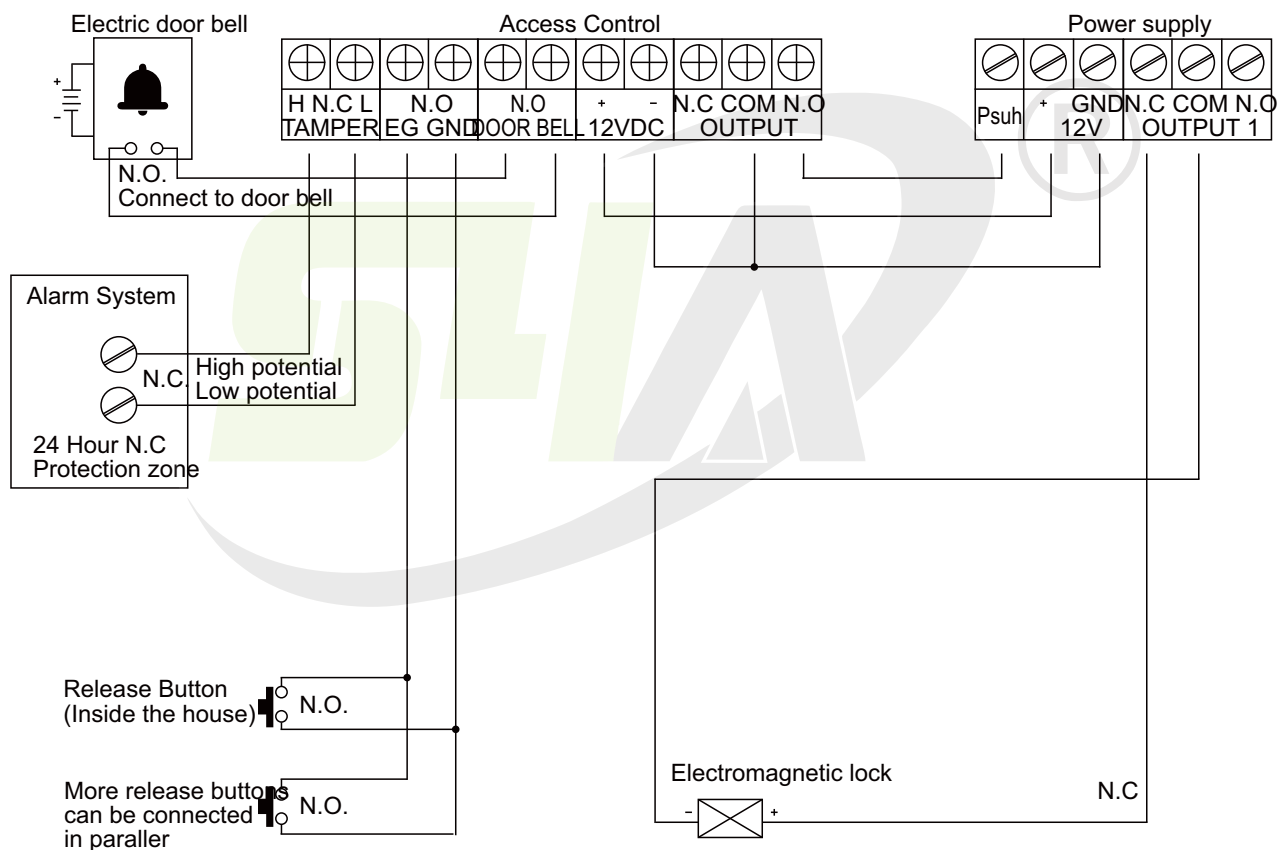 Electric door bell
Access Control
Power supply
+
-
H N.C L
TAMPER
N.O
EG GND
N.O
DOOR BELL
+ -
12VDC
N.C COM N.O
OUTPUT
Psuh
+ GND
12V
N.C COM N.O
OUTPUT 1
N.O.
Connect to door bell
Alarm System
N.C.
High potential
Low potential
24 Hour N.C
Protection zone
S4A
®
Release Button
(Inside the house)
N.O.
More release buttons
can be connected
in paraller
N.O.
Electromagnetic lock
- +
N.C